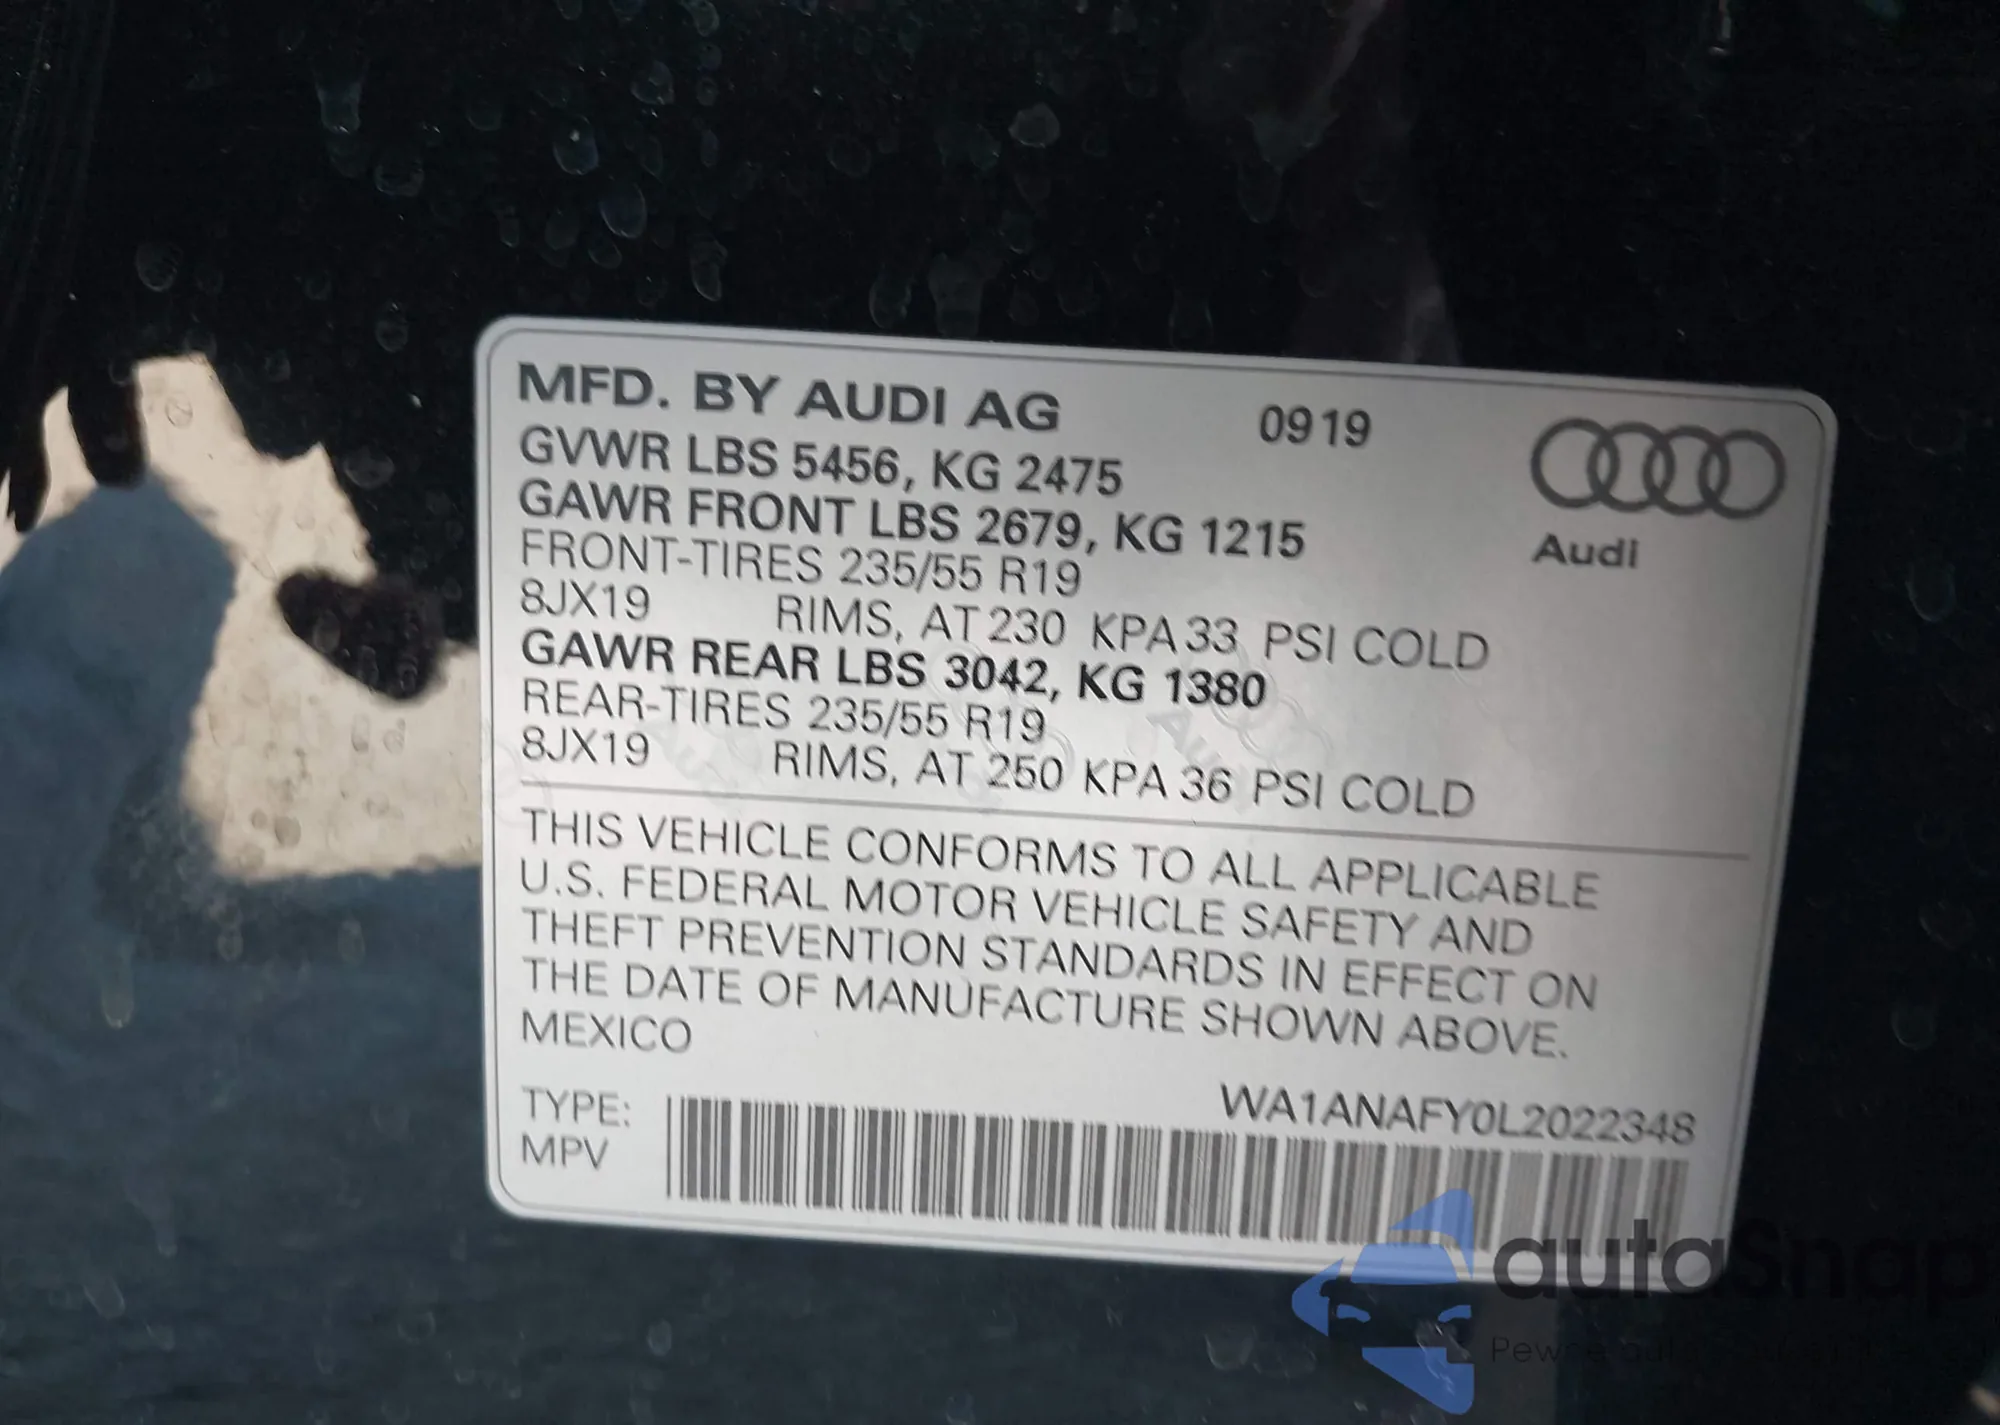 MFD. BY AUDI AG 0919
GVWR LBS 5456, KG 2475
GAWR FRONT LBS 2679, KG 1215
Audi
FRONT-TIRES 235/55 R19
8JX19 RIMS, AT 230 KPA 33 PSI COLD
GAWR REAR LBS 3042, KG 1380
REAR-TIRES 235/55 R19
8JX19 RIMS, AT 250 KPA 36 PSI COLD
THIS VEHICLE CONFORMS TO ALL APPLICABLE
U.S. FEDERAL MOTOR VEHICLE SAFETY AND
THEFT PREVENTION STANDARDS IN EFFECT ON
THE DATE OF MANUFACTURE SHOWN ABOVE.
MEXICO
WA1ANAFY0L2022348
TYPE:
MPV
autoSnap